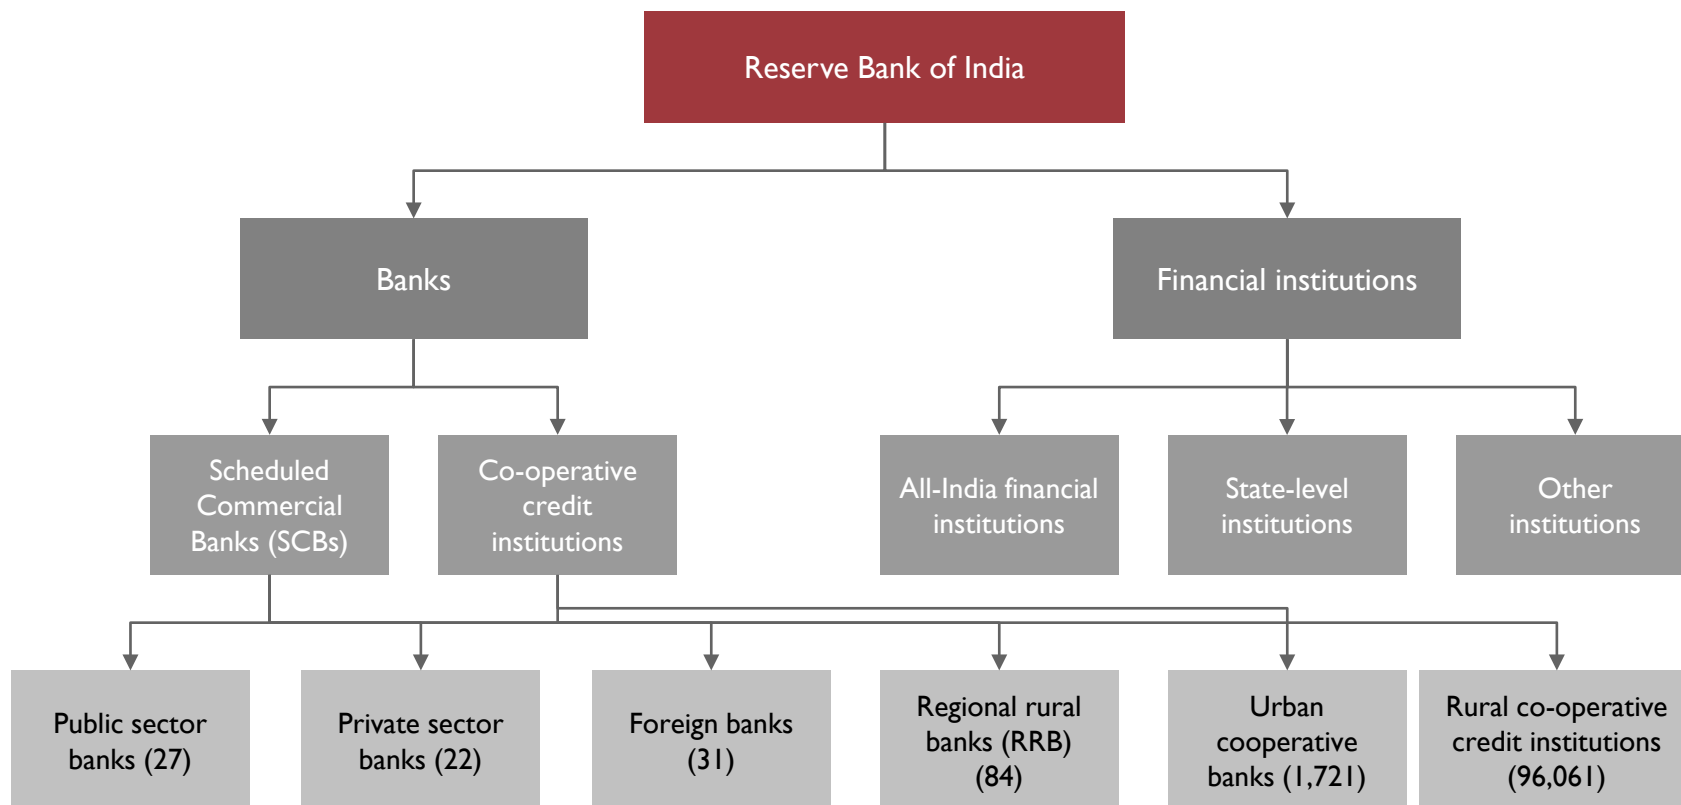 Reserve Bank of India
Banks
Financial institutions
Scheduled
Commercial
Banks (SCBs)
Co-operative
credit
institutions
All-India financial
institutions
State-level
institutions
Other
institutions
Public sector
banks (27)
Private sector
banks (22)
Foreign banks
(31)
Regional rural
banks (RRB)
(84)
Urban
cooperative
banks (1,721)
Rural co-operative
credit institutions
(96,061)